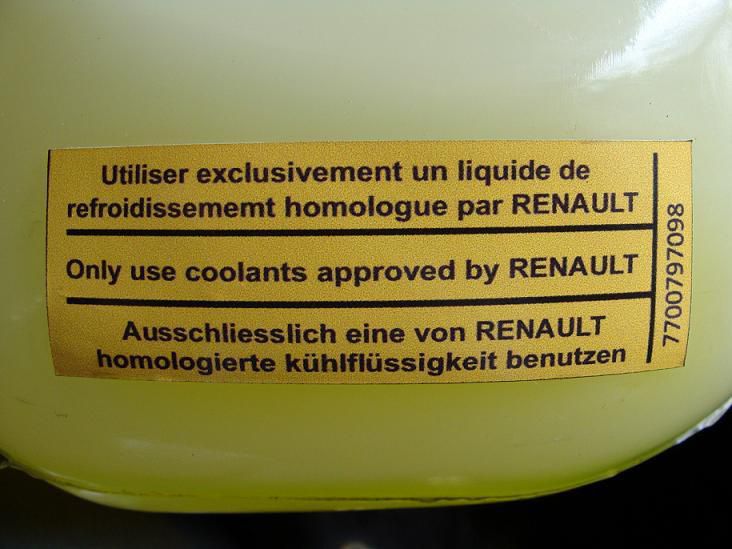 Utiliser exclusivement un liquide de
refroidissememt homologue par RENAULT
Only use coolants approved by RENAULT
Ausschliesslich eine von RENAULT
homologierte kühlflüssigkeit benutzen
7700797098